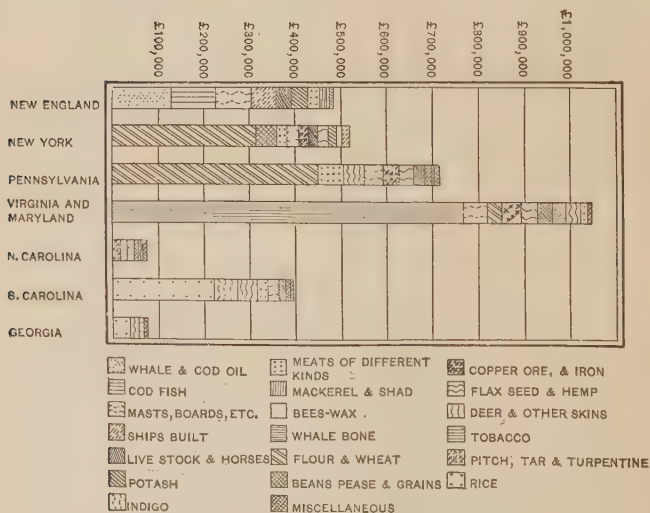 £100,000
£200,000
£300,000
£400,000
£500,000
£600,000
£700,000
£800,000
£900,000
£1,000,000
NEW ENGLAND
NEW YORK
PENNSYLVANIA
VIRGINIA AND
MARYLAND
N. CAROLINA
S. CAROLINA
GEORGIA
WHALE & COD OIL
MEATS OF DIFFERENT
KINDS
COPPER ORE, & IRON
COD FISH
MACKEREL & SHAD
FLAX SEED & HEMP
MASTS, BOARDS, ETC.
BEES-WAX
DEER & OTHER SKINS
SHIPS BUILT
WHALE BONE
TOBACCO
LIVE STOCK & HORSES
FLOUR & WHEAT
PITCH, TAR & TURPENTINE
POTASH
BEANS PEASE & GRAINS
RICE
INDIGO
MISCELLANEOUS